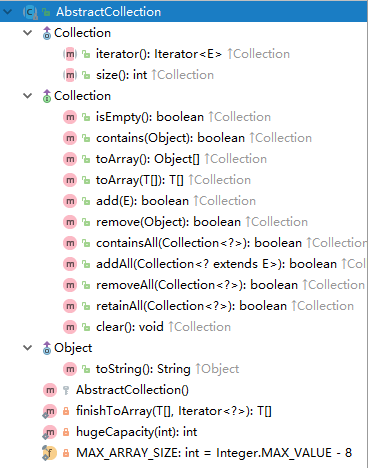 AbstractCollection
Collection
iterator(): Iterator<E> ↑Collection
size(): int ↑Collection
Collection
isEmpty(): boolean ↑Collection
contains(Object): boolean ↑Collection
toArray(): Object[] ↑Collection
toArray(T[]): T[] ↑Collection
add(E): boolean ↑Collection
remove(Object): boolean ↑Collection
containsAll(Collection<?>): boolean ↑Collection
addAll(Collection<? extends E>): boolean ↑Col
removeAll(Collection<?>): boolean ↑Collection
retainAll(Collection<?>): boolean ↑Collection
clear(): void ↑Collection
Object
toString(): String ↑Object
AbstractCollection()
finishToArray(T[], Iterator<?>): T[]
hugeCapacity(int): int
MAX_ARRAY_SIZE: int = Integer.MAX_VALUE - 8